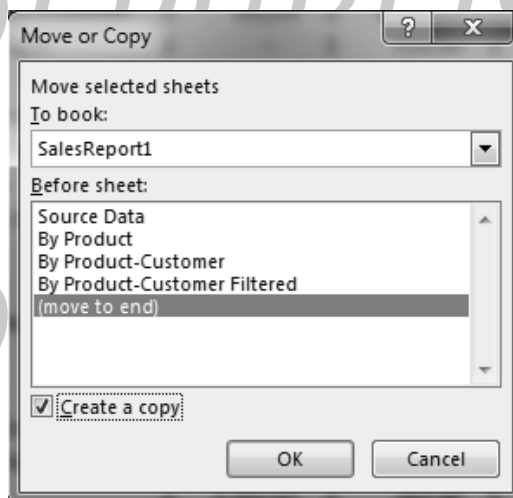 Move or Copy
?
X
Move selected sheets
To book:
SalesReport1
Before sheet:
Source Data
By Product
By Product-Customer
By Product-Customer Filtered
(move to end)
Create a copy
OK
Cancel